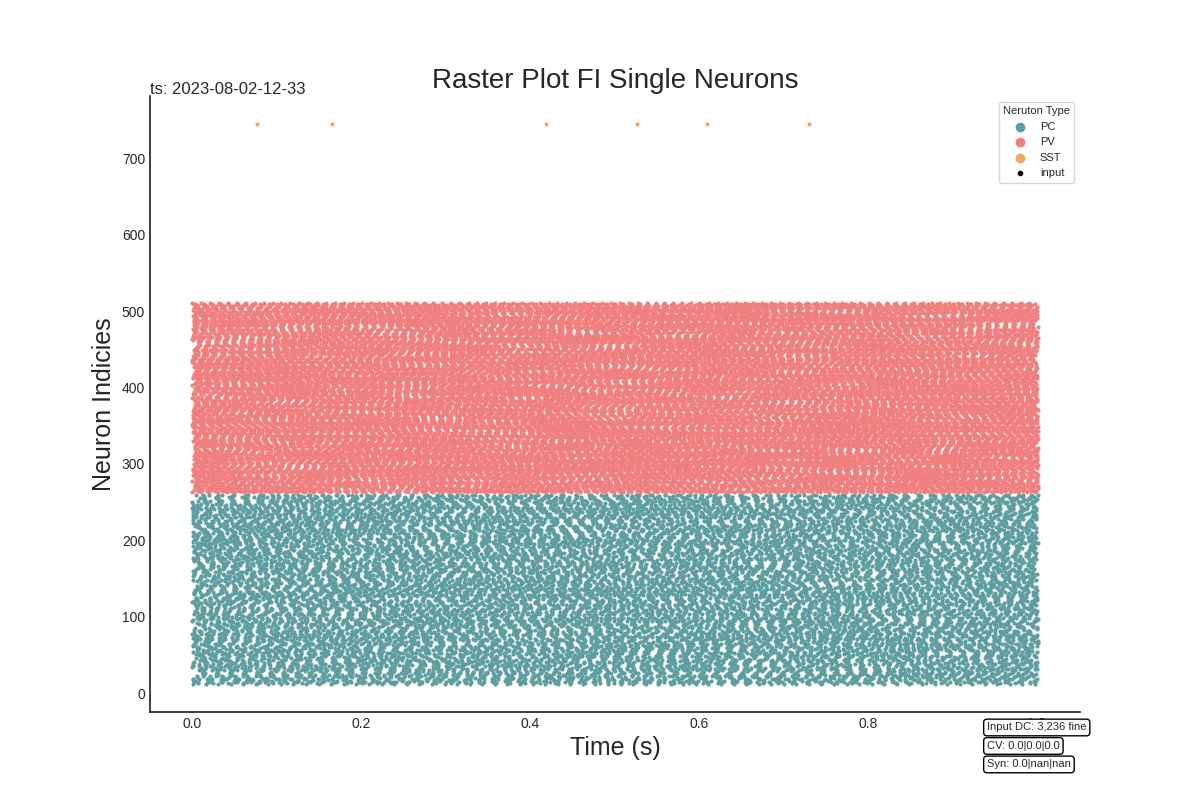 Raster Plot FI Single Neurons
ts: 2023-08-02-12-33
Neruton Type
PC
PV
SST
input
700
600
500
400
300
200
100
0
Neuron Indicies
0.0 0.2 0.4 0.6 0.8
Time (s)
Input DC: 3,236 fine
CV: 0.0|0.0|0.0
Syn: 0.0|nan|nan